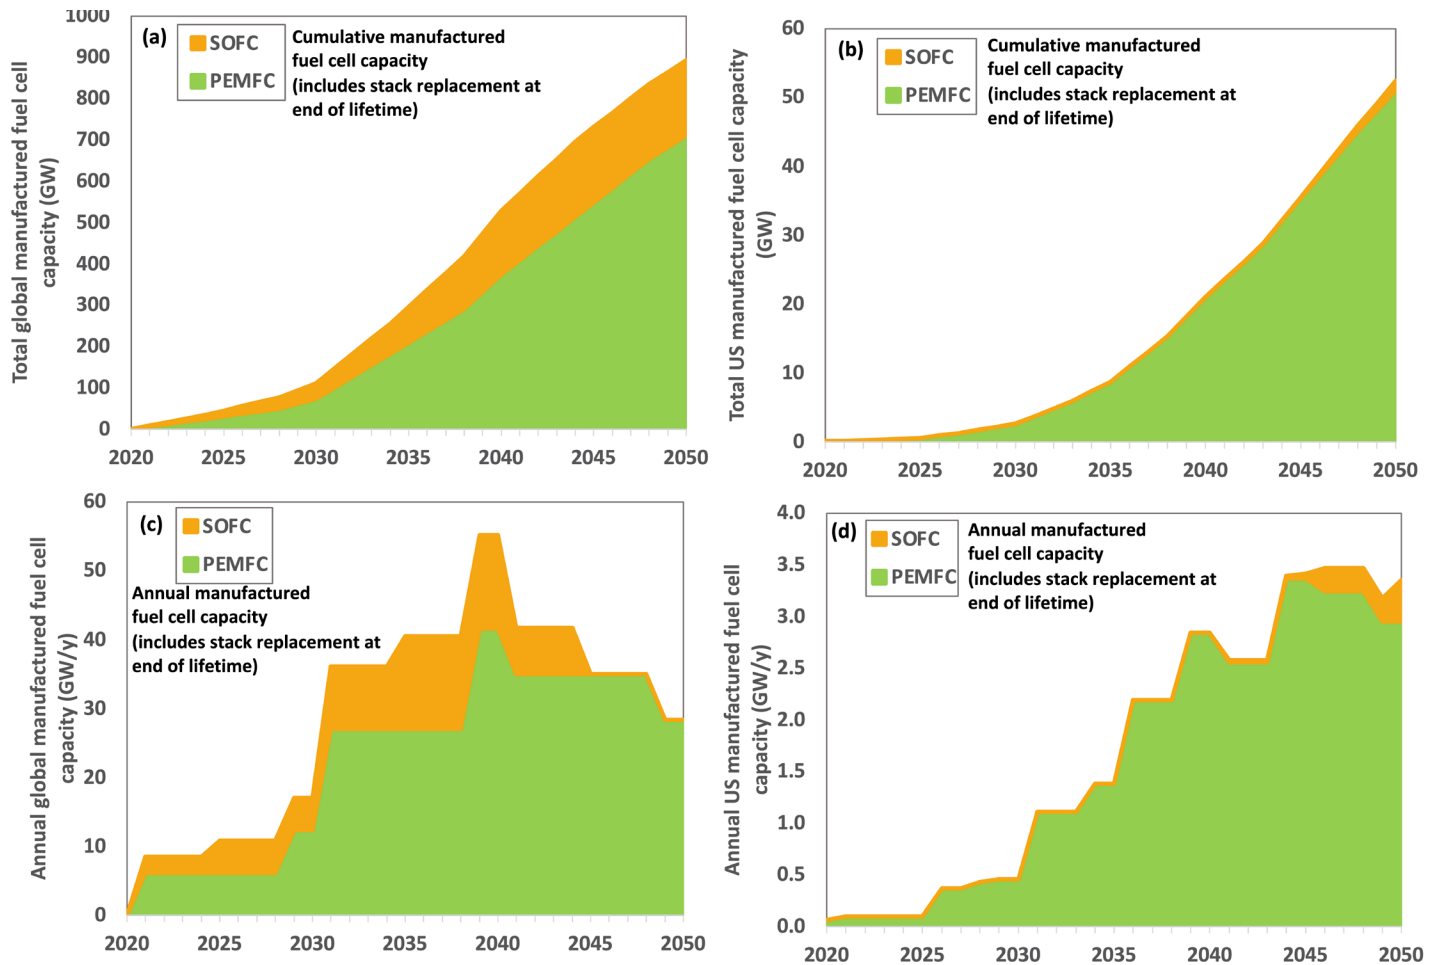 1000
900
800
700
600
500
400
300
200
100
0
Total global manufactured fuel cell
capacity (GW)
(a)
SOFC
PEMFC
Cumulative manufactured
fuel cell capacity
(includes stack replacement at
end of lifetime)
2020 2025 2030 2035 2040 2045 2050
60
50
40
30
20
10
0
Total US manufactured fuel cell capacity
(GW)
(b)
SOFC
PEMFC
Cumulative manufactured
fuel cell capacity
(includes stack replacement at
end of lifetime)
2020 2025 2030 2035 2040 2045 2050
60
50
40
30
20
10
0
Annual global manufactured fuel cell
capacity (GW/y)
(c)
SOFC
PEMFC
Annual manufactured
fuel cell capacity
(includes stack replacement at
end of lifetime)
2020 2025 2030 2035 2040 2045 2050
4.0
3.5
3.0
2.5
2.0
1.5
1.0
0.5
0.0
Annual US manufactured fuel cell
capacity (GW/y)
(d)
SOFC
PEMFC
Annual manufactured
fuel cell capacity
(includes stack replacement at
end of lifetime)
2020 2025 2030 2035 2040 2045 2050